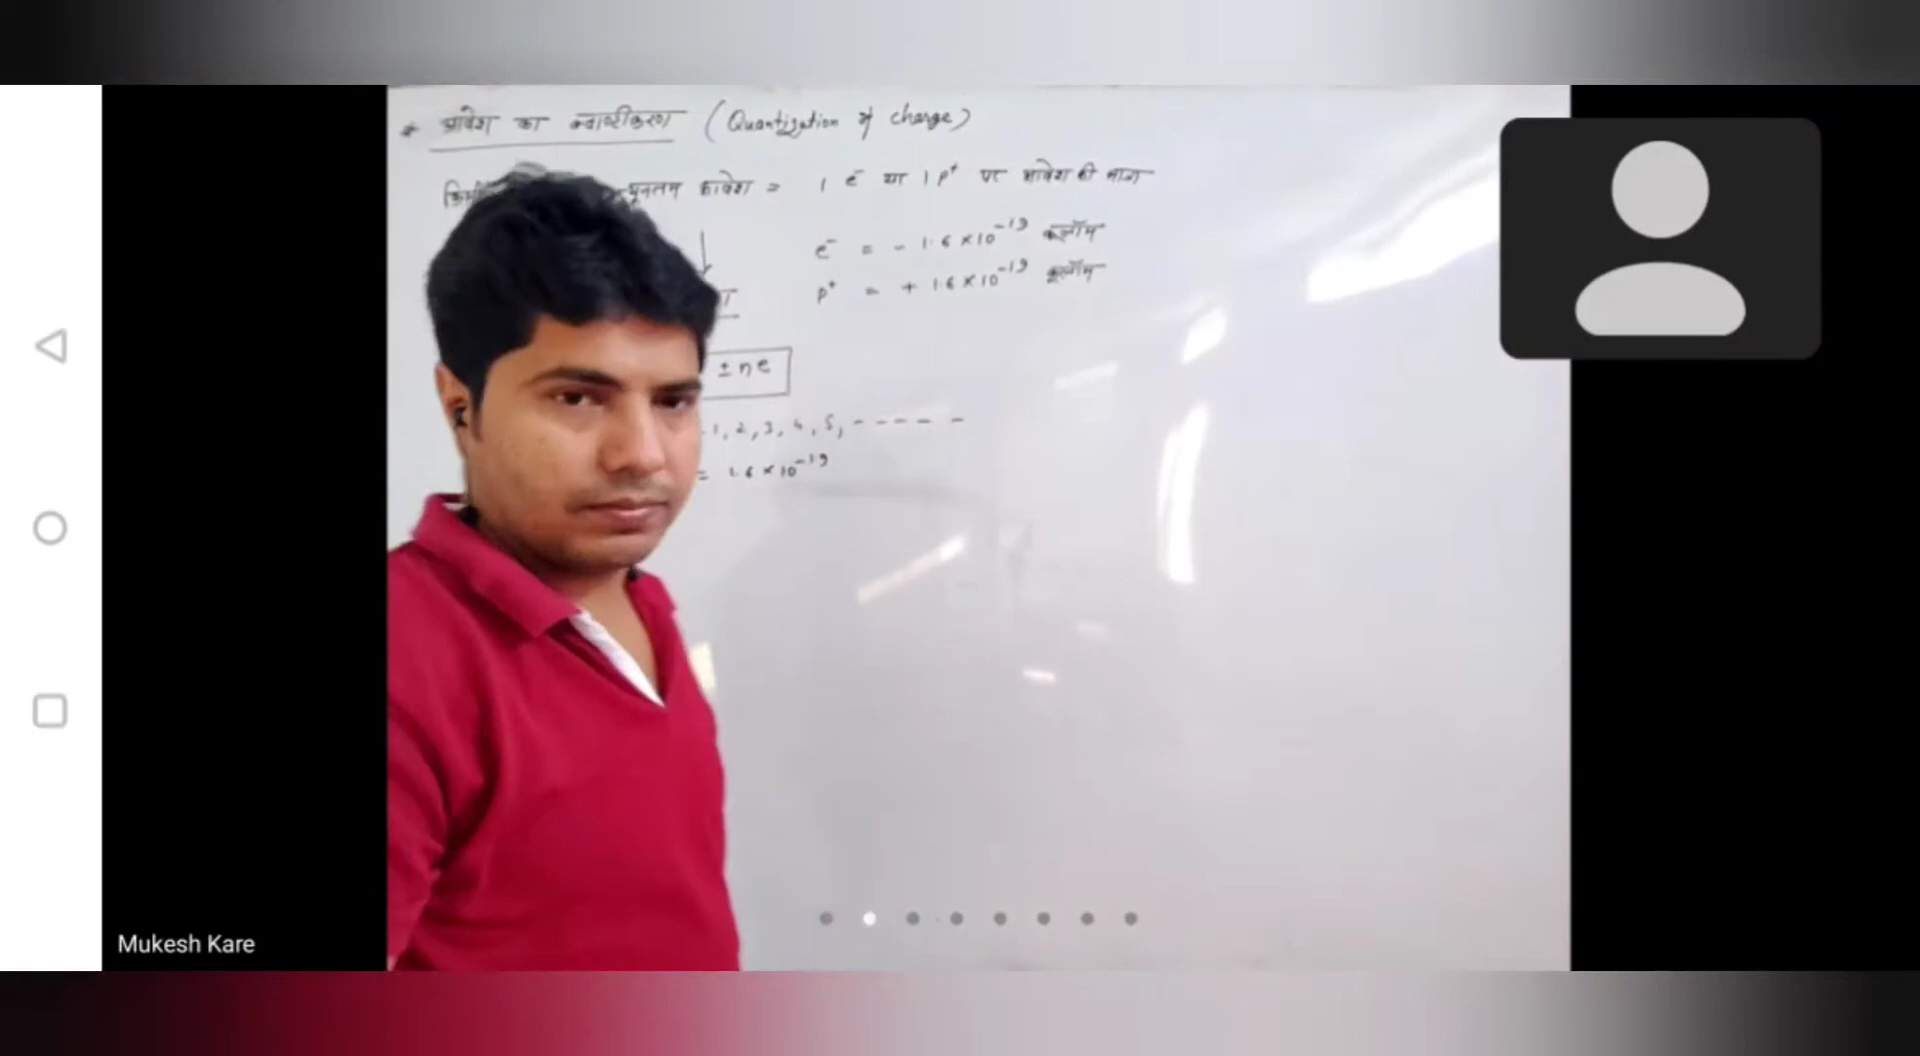 * आवेश का क्वाण्टीकरण (Quantization of charge)
न्यूनतम आवेश = 1 e⁻ या 1 p⁺ पर आवेश की मात्रा
e⁻ = - 1.6 × 10⁻¹⁹ कूलॉम
p⁺ = + 1.6 × 10⁻¹⁹ कूलॉम
± n e
1, 2, 3, 4, 5, - - - - -
= 1.6 × 10⁻¹⁹
Mukesh Kare